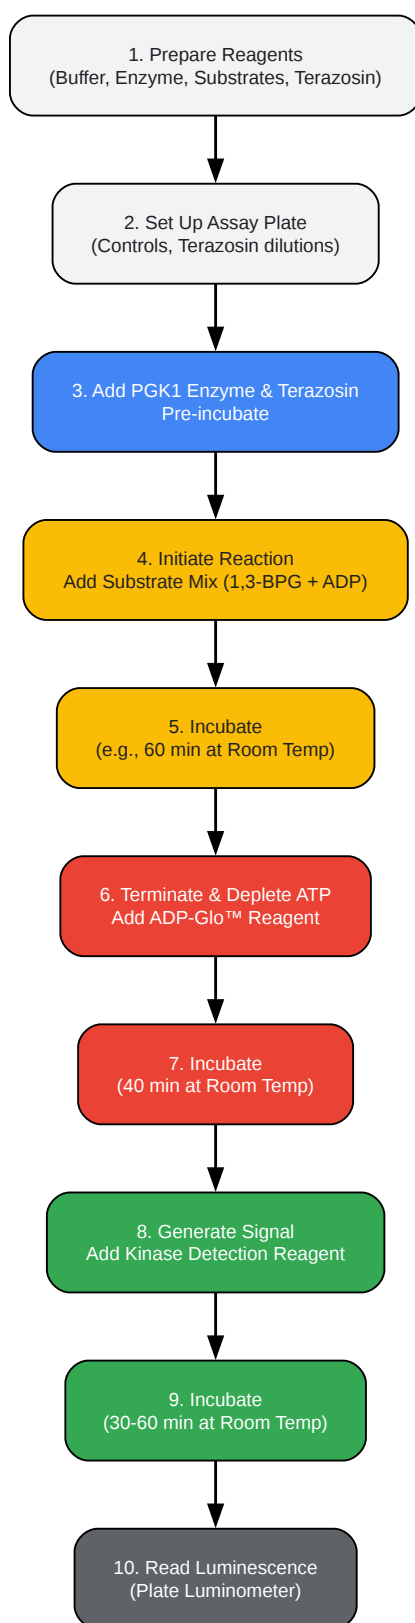 1. Prepare Reagents
(Buffer, Enzyme, Substrates, Terazosin)
2. Set Up Assay Plate
(Controls, Terazosin dilutions)
3. Add PGK1 Enzyme & Terazosin
Pre-incubate
4. Initiate Reaction
Add Substrate Mix (1,3-BPG + ADP)
5. Incubate
(e.g., 60 min at Room Temp)
6. Terminate & Deplete ATP
Add ADP-Glo™ Reagent
7. Incubate
(40 min at Room Temp)
8. Generate Signal
Add Kinase Detection Reagent
9. Incubate
(30-60 min at Room Temp)
10. Read Luminescence
(Plate Luminometer)